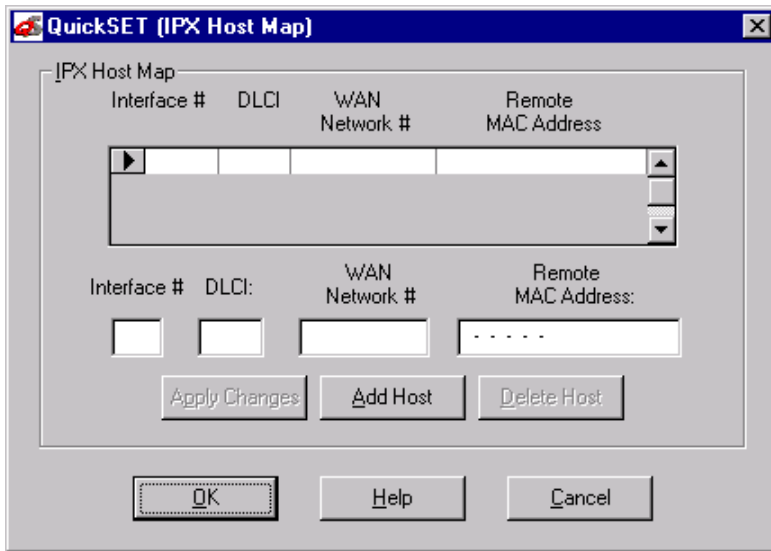 QuickSET (IPX Host Map)
IPX Host Map
Interface # DLCI WAN Network # Remote MAC Address
Interface # DLCI: WAN Network # Remote MAC Address:
- - - - -
Apply Changes Add Host Delete Host
OK Help Cancel